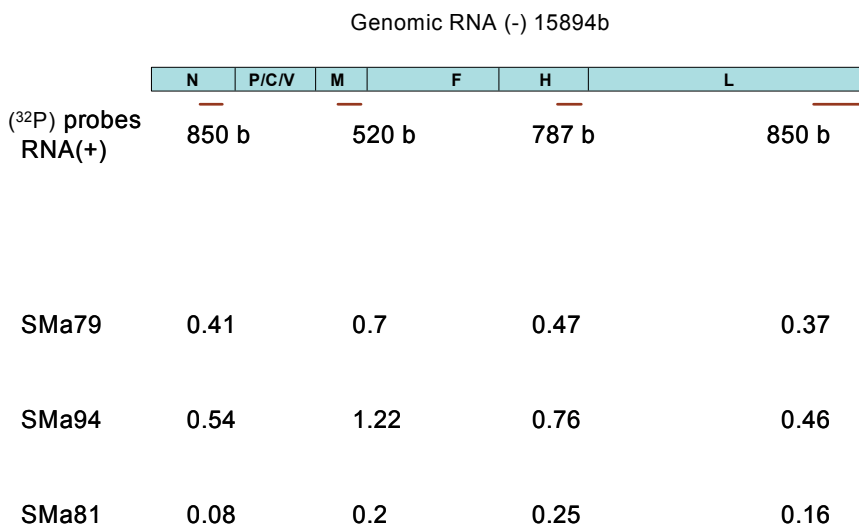 Genomic RNA (-) 15894b
N P/C/V M F H L
(³²P) probes
RNA(+)
850 b 520 b 787 b 850 b
SMa79 0.41 0.7 0.47 0.37
SMa94 0.54 1.22 0.76 0.46
SMa81 0.08 0.2 0.25 0.16